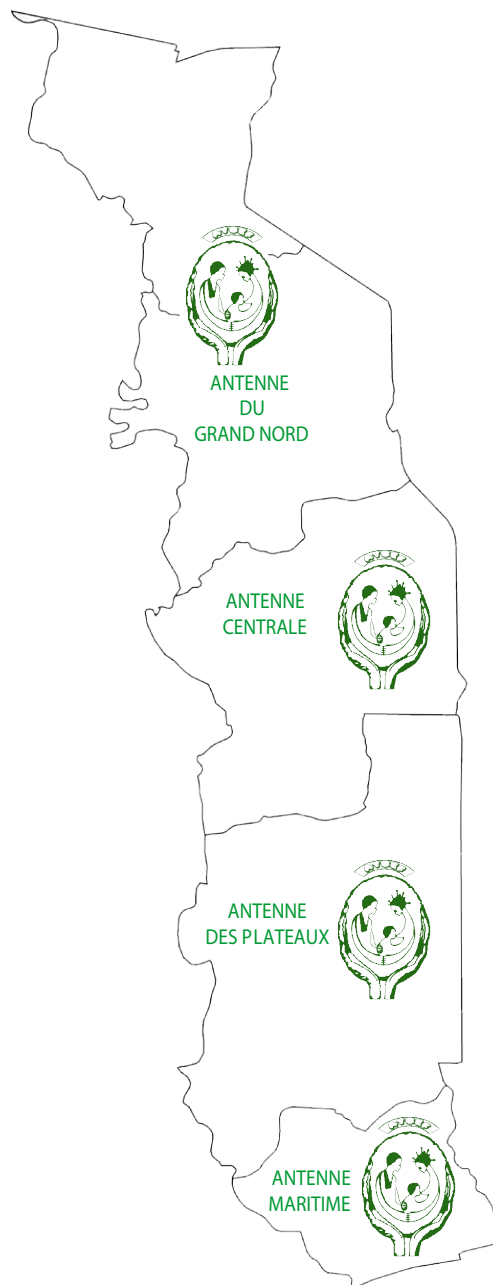 ANTENNE
DU
GRAND NORD
ANTENNE
CENTRALE
ANTENNE
DES PLATEAUX
ANTENNE
MARITIME